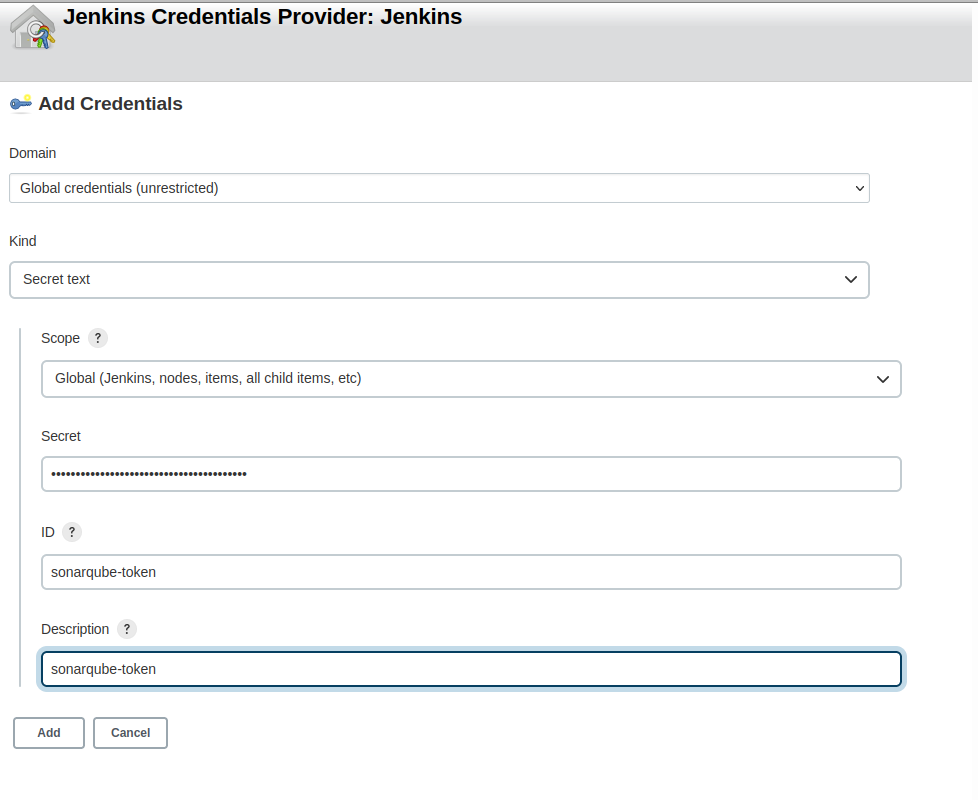 Jenkins Credentials Provider: Jenkins
Add Credentials
Domain
Global credentials (unrestricted)
Kind
Secret text
Scope ?
Global (Jenkins, nodes, items, all child items, etc)
Secret
••••••••••••••••••••••••••••••••••••••••
ID ?
sonarqube-token
Description ?
sonarqube-token
Add Cancel